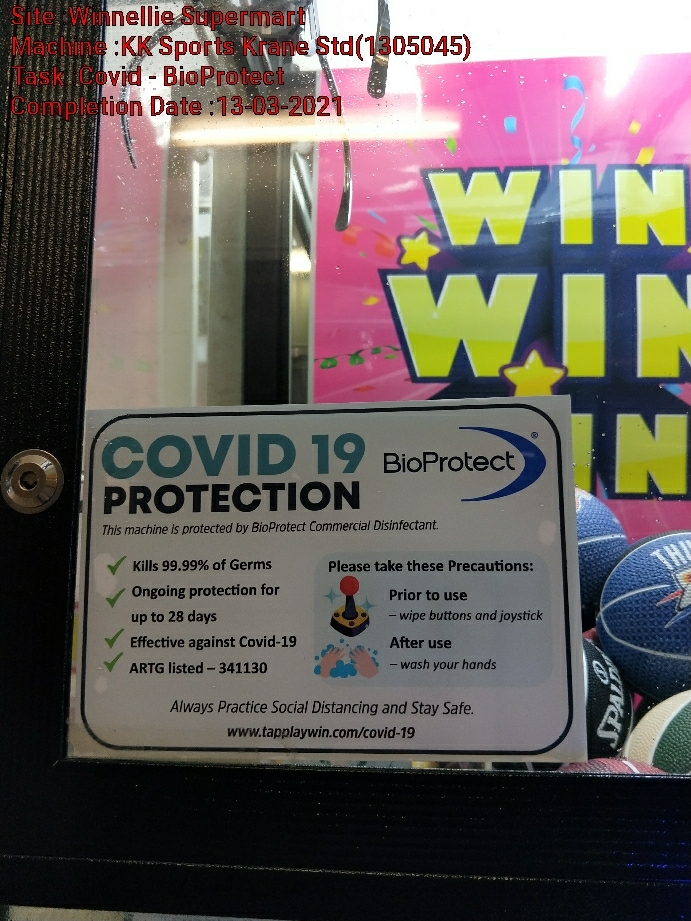 Site :Winnellie Supermart
Machine :KK Sports Krane Std(1305045)
Task :Covid - BioProtect
Completion Date :13-03-2021
WIN
WIN
IN
COVID 19
PROTECTION
BioProtect®
This machine is protected by BioProtect Commercial Disinfectant.
Kills 99.99% of Germs
Ongoing protection for
up to 28 days
Effective against Covid-19
ARTG listed – 341130
Please take these Precautions:
Prior to use
– wipe buttons and joystick
After use
– wash your hands
Always Practice Social Distancing and Stay Safe.
www.tapplaywin.com/covid-19
SPALD